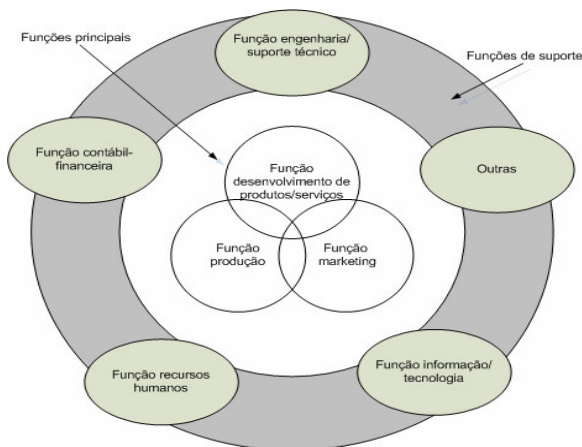 Funções principais
Função engenharia/
suporte técnico
Funções de suporte
Função contábil-
financeira
Outras
Função
desenvolvimento de
produtos/serviços
Função
produção
Função
marketing
Função recursos
humanos
Função informação/
tecnologia